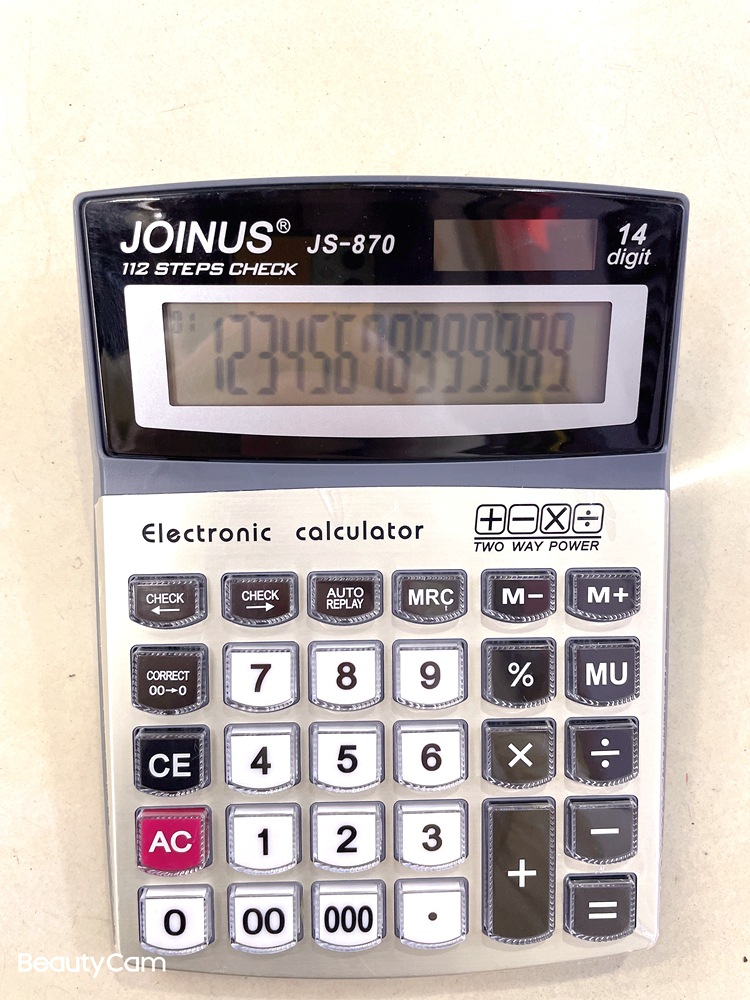 JOINUS® JS-870
112 STEPS CHECK
14
digit
Electronic calculator
+ − × ÷
TWO WAY POWER
CHECK ← CHECK → AUTO REPLAY MRC M− M+
CORRECT 00→0 7 8 9 % MU
CE 4 5 6 × ÷
AC 1 2 3 + −
0 00 000 . =
BeautyCam